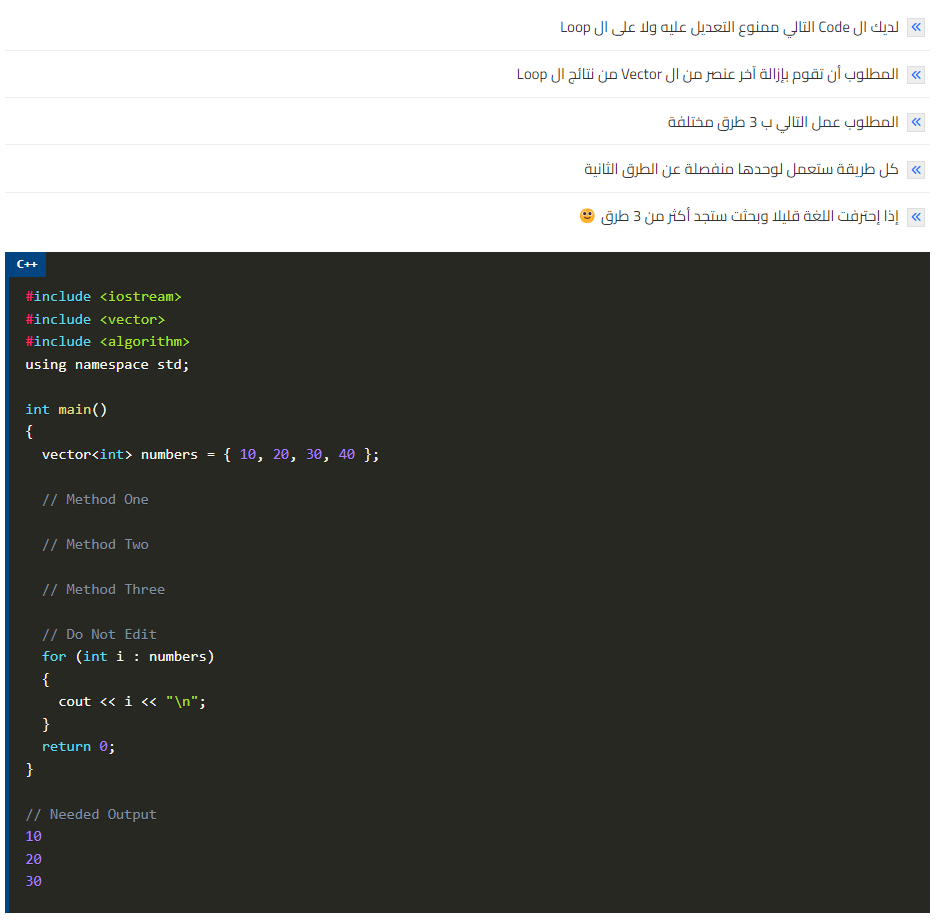 لديك ال Code التالي ممنوع التعديل عليه ولا على ال Loop
المطلوب أن تقوم بإزالة آخر عنصر من ال Vector من نتائج ال Loop
المطلوب عمل التالي ب 3 طرق مختلفة
كل طريقة ستعمل لوحدها منفصلة عن الطرق الثانية
إذا إحترفت اللغة قليلا وبحثت ستجد أكثر من 3 طرق 🙂
C++
#include <iostream>
#include <vector>
#include <algorithm>
using namespace std;
int main()
{
  vector<int> numbers = { 10, 20, 30, 40 };
  // Method One
  // Method Two
  // Method Three
  // Do Not Edit
  for (int i : numbers)
  {
    cout << i << "\n";
  }
  return 0;
}
// Needed Output
10
20
30